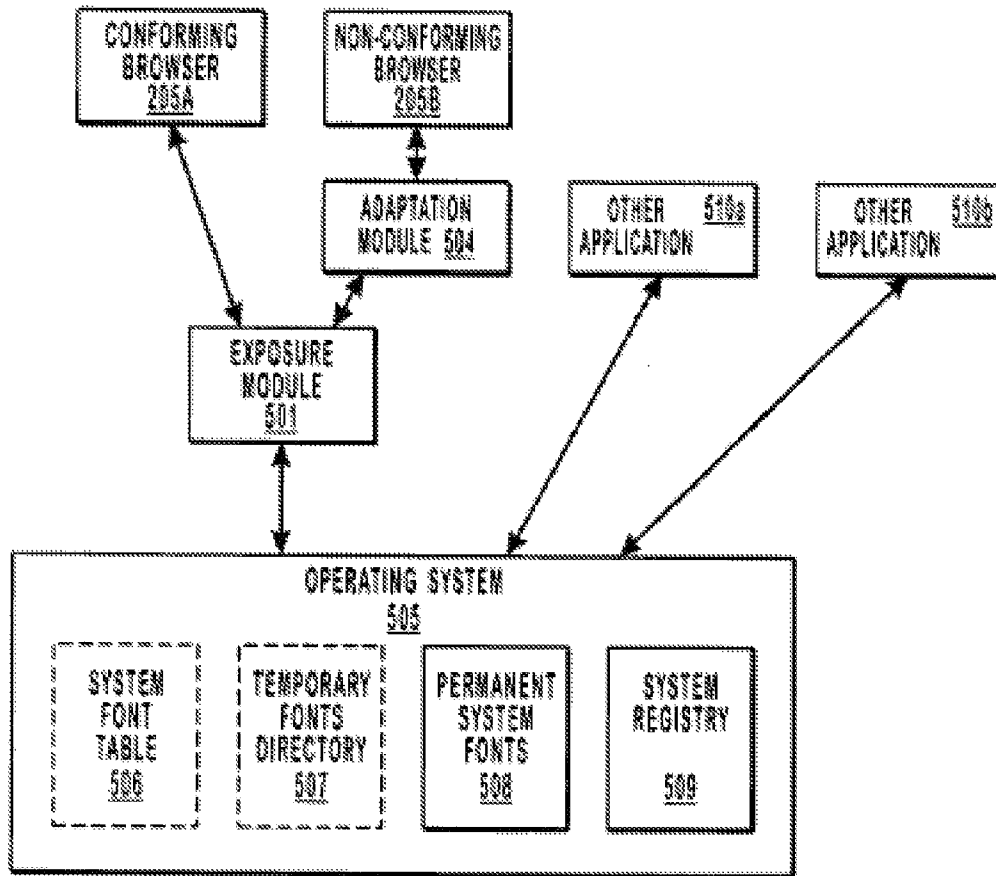 CONFORMING
BROWSER
205A
NON-CONFORMING
BROWSER
205B
ADAPTATION
MODULE 504
OTHER 510a
APPLICATION
OTHER 510b
APPLICATION
EXPOSURE
MODULE
501
OPERATING SYSTEM
505
SYSTEM
FONT
TABLE
506
TEMPORARY
FONTS
DIRECTORY
507
PERMANENT
SYSTEM
FONTS
508
SYSTEM
REGISTRY
509